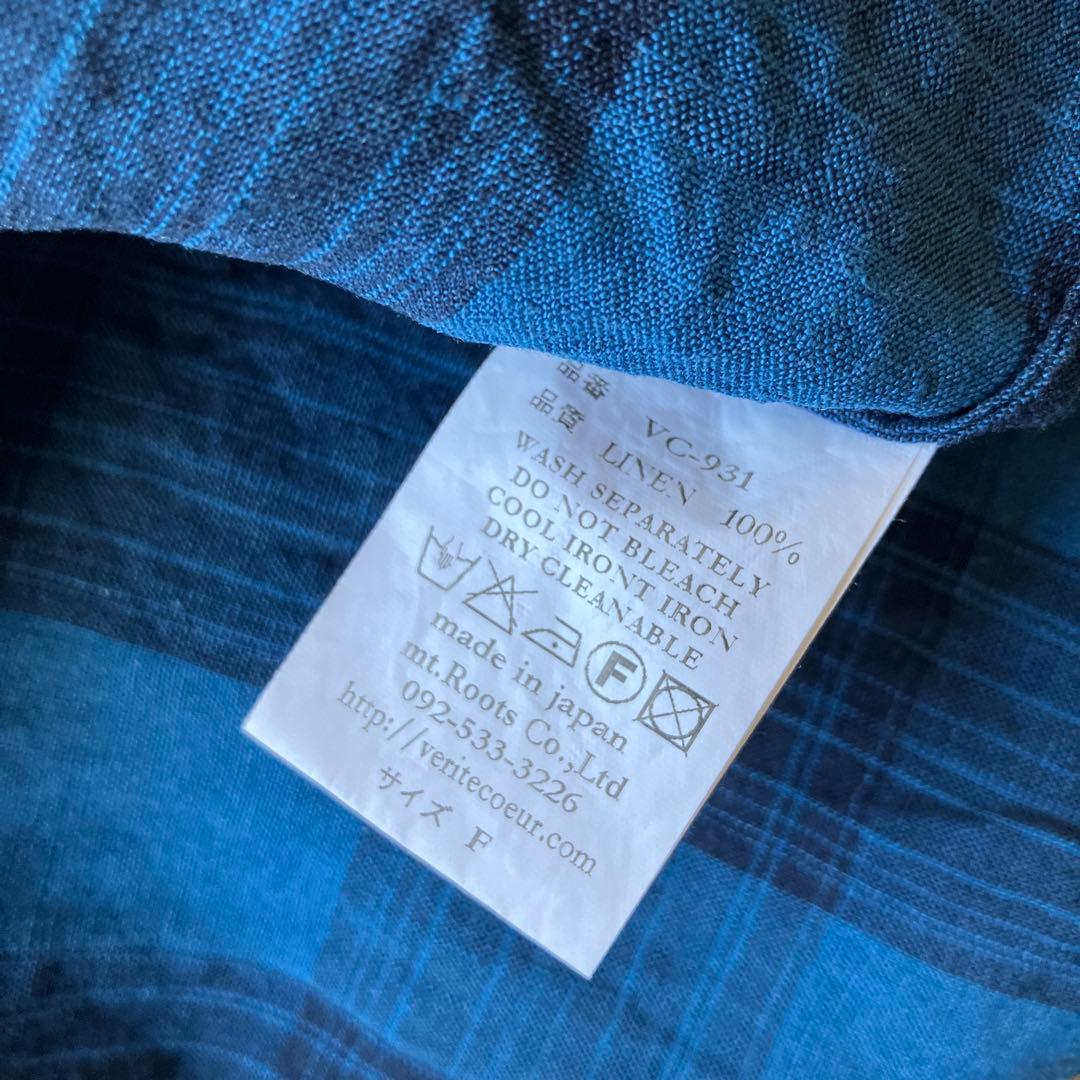 品番 VC-931
品質 LINEN 100%
WASH SEPARATELY
DO NOT BLEACH
COOL IRONT IRON
DRY CLEANABLE
F
made in japan
mt.Roots Co.,Ltd
092-533-3226
http://veritecoeur.com
サイズ F